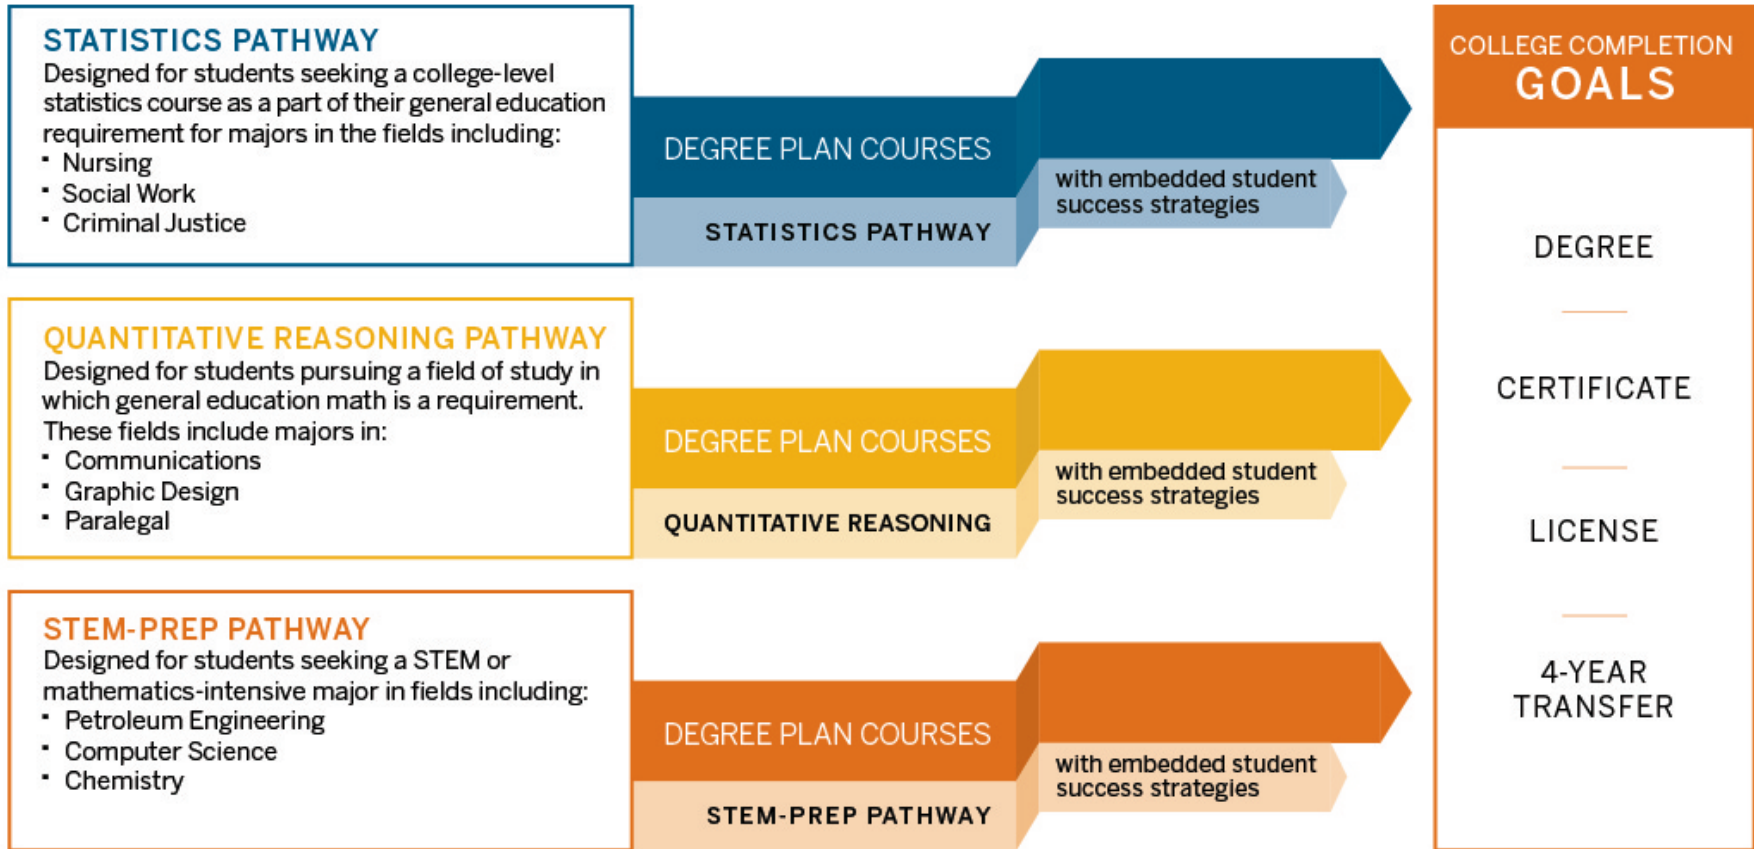 STATISTICS PATHWAY
Designed for students seeking a college-level
statistics course as a part of their general education
requirement for majors in the fields including:
▪ Nursing
▪ Social Work
▪ Criminal Justice
DEGREE PLAN COURSES
STATISTICS PATHWAY
with embedded student
success strategies
QUANTITATIVE REASONING PATHWAY
Designed for students pursuing a field of study in
which general education math is a requirement.
These fields include majors in:
▪ Communications
▪ Graphic Design
▪ Paralegal
DEGREE PLAN COURSES
QUANTITATIVE REASONING
with embedded student
success strategies
STEM-PREP PATHWAY
Designed for students seeking a STEM or
mathematics-intensive major in fields including:
▪ Petroleum Engineering
▪ Computer Science
▪ Chemistry
DEGREE PLAN COURSES
STEM-PREP PATHWAY
with embedded student
success strategies
COLLEGE COMPLETION
GOALS
DEGREE
CERTIFICATE
LICENSE
4-YEAR
TRANSFER